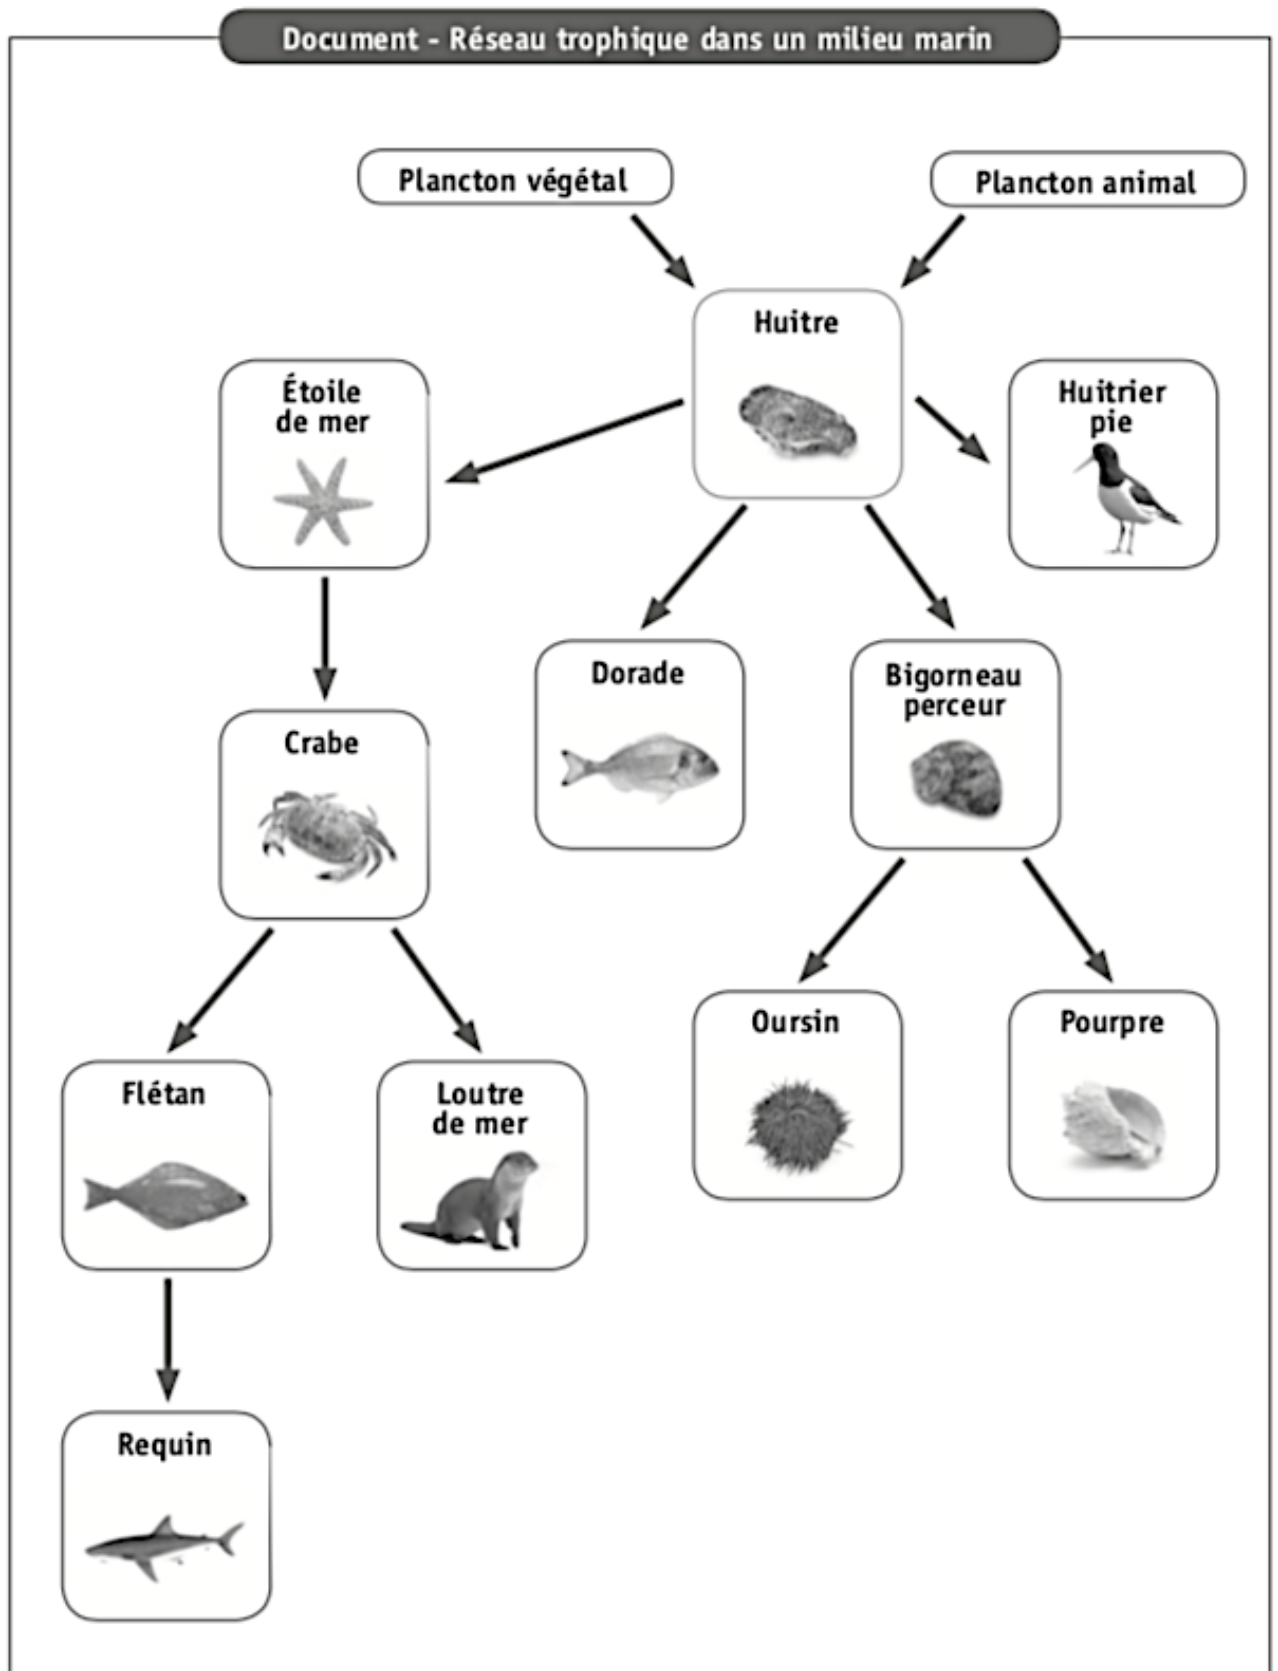 Document - Réseau trophique dans un milieu marin
Plancton végétal
Plancton animal
Huitre
Étoile
de mer
Huitrier
pie
Dorade
Bigorneau
perceur
Crabe
Oursin
Pourpre
Flétan
Loutre
de mer
Requin